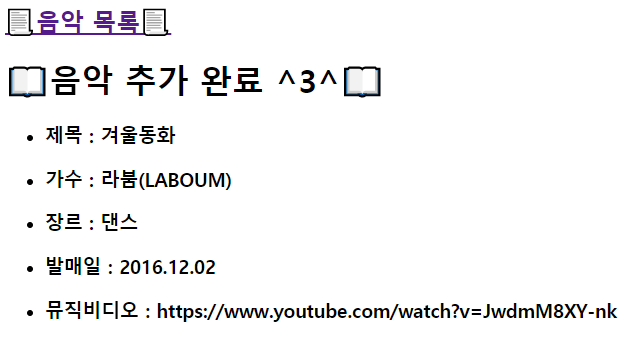 음악 목록
음악 추가 완료 ^3^
• 제목 : 겨울동화
• 가수 : 라붐(LABOUM)
• 장르 : 댄스
• 발매일 : 2016.12.02
• 뮤직비디오 : https://www.youtube.com/watch?v=JwdmM8XY-nk